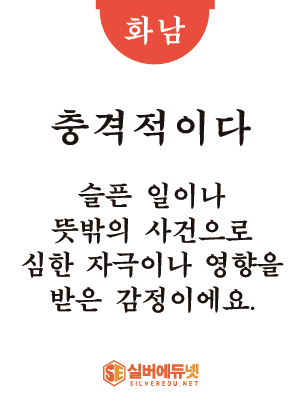 화남
충격적이다
슬픈 일이나
뜻밖의 사건으로
심한 자극이나 영향을
받은 감정이에요.
SE 실버에듀넷
SILVEREDU.NET